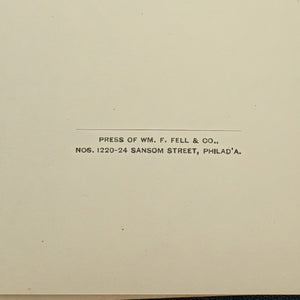 PRESS OF WM. F. FELL & CO.,
NOS. 1220-24 SANSOM STREET, PHILAD'A.